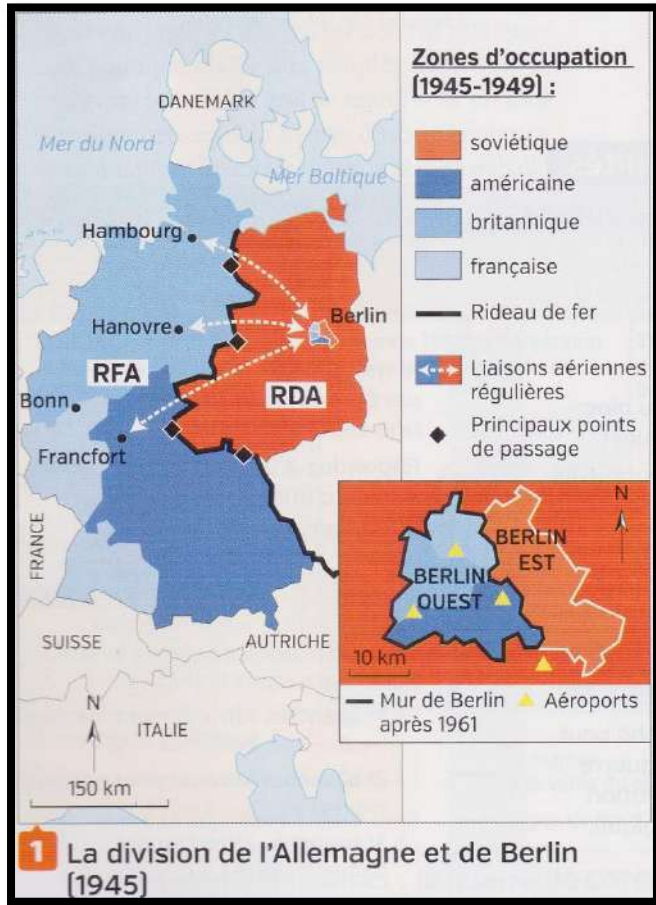 DANEMARK
Mer du Nord
Mer Baltique
Hambourg
Hanovre
Berlin
RFA
RDA
Bonn
Francfort
FRANCE
SUISSE
AUTRICHE
ITALIE
N
150 km
Zones d'occupation
(1945-1949) :
soviétique
américaine
britannique
française
Rideau de fer
Liaisons aériennes
régulières
Principaux points
de passage
N
BERLIN
EST
BERLIN
OUEST
10 km
Mur de Berlin
après 1961
Aéroports
1 La division de l'Allemagne et de Berlin
(1945)